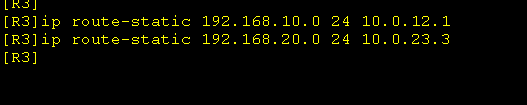 [R3]
[R3]ip route-static 192.168.10.0 24 10.0.12.1
[R3]ip route-static 192.168.20.0 24 10.0.23.3
[R3]